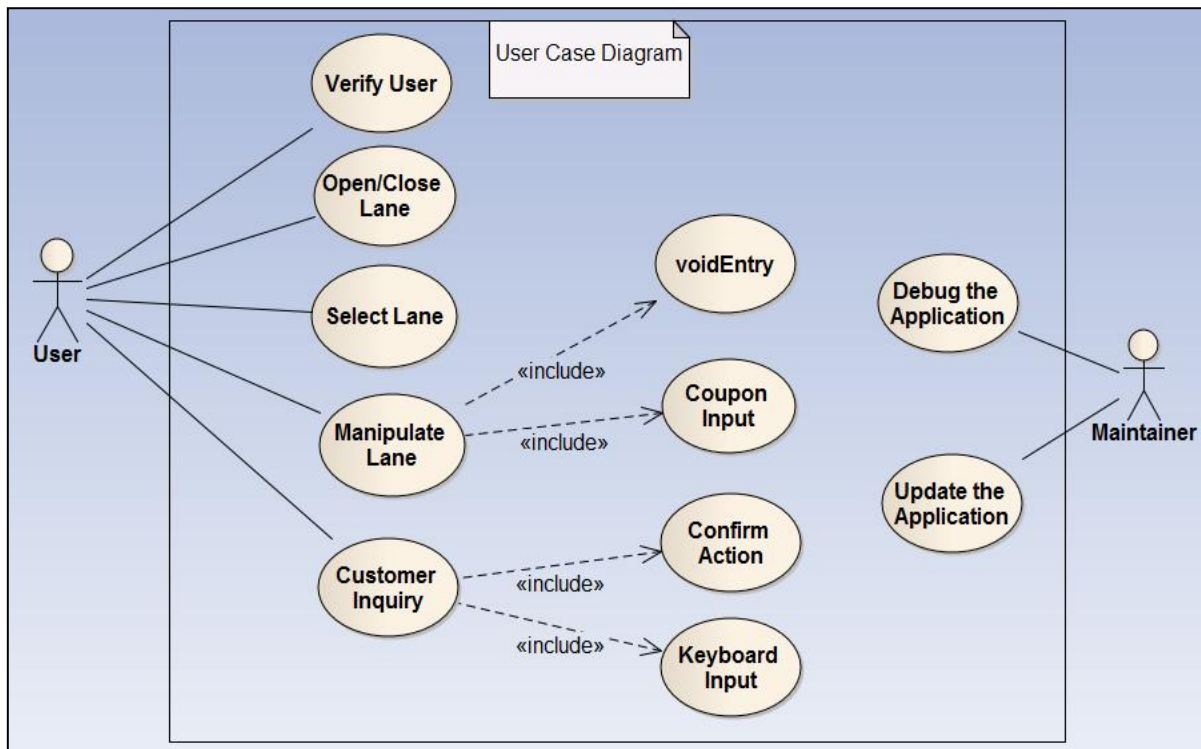 User Case Diagram
Verify User
Open/Close
Lane
Select Lane
Manipulate
Lane
Customer
Inquiry
User
voidEntry
Coupon
Input
Confirm
Action
Keyboard
Input
«include»
«include»
«include»
«include»
Debug the
Application
Update the
Application
Maintainer